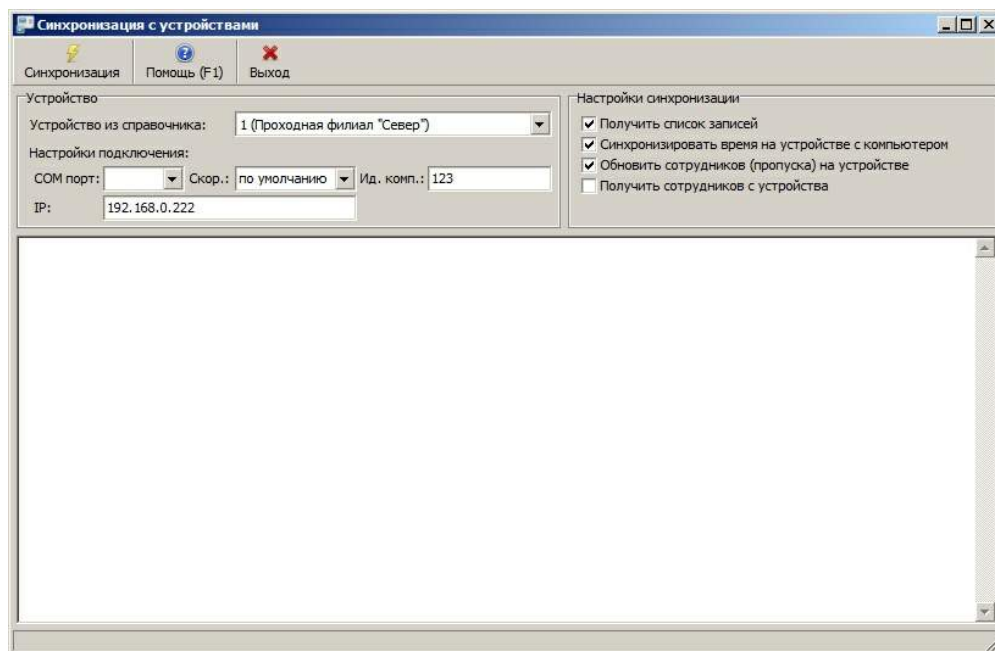 Синхронизация с устройствами
Синхронизация Помощь (F1) Выход
Устройство
Устройство из справочника: 1 (Проходная филиал "Север")
Настройки подключения:
COM порт: Скор.: по умолчанию Ид. комп.: 123
IP: 192.168.0.222
Настройки синхронизации
Получить список записей
Синхронизировать время на устройстве с компьютером
Обновить сотрудников (пропуска) на устройстве
Получить сотрудников с устройства